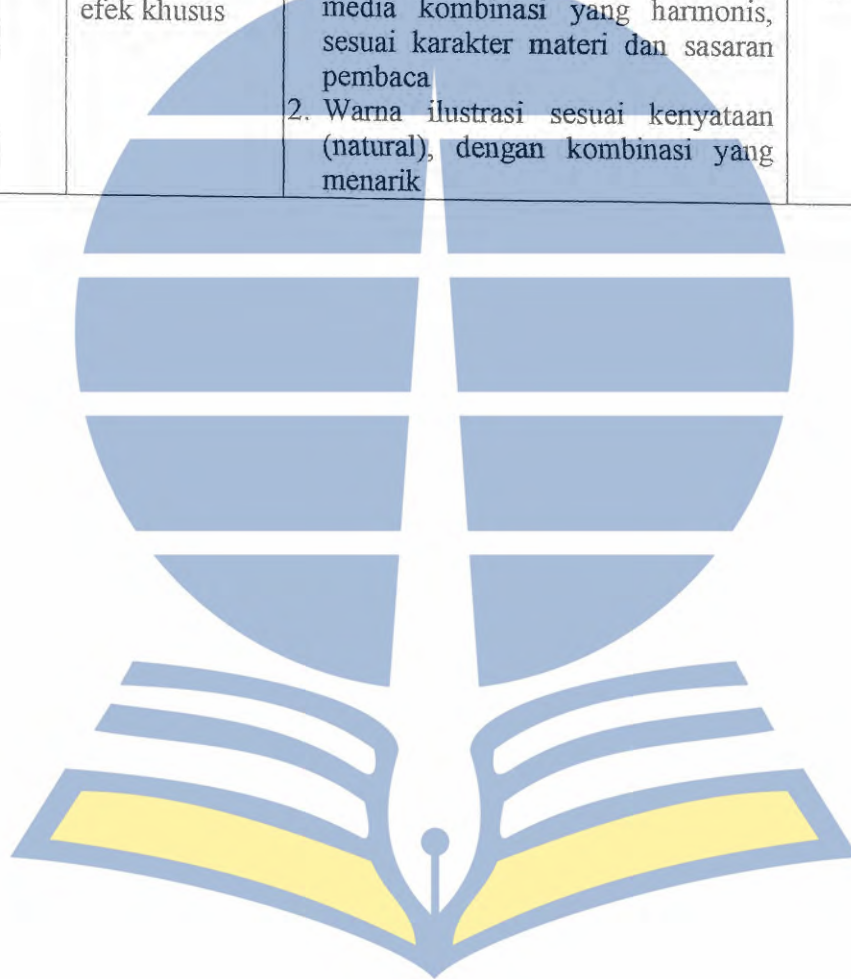 efek khusus
media kombinasi yang harmonis,
sesuai karakter materi dan sasaran
pembaca
2. Warna ilustrasi sesuai kenyataan
(natural), dengan kombinasi yang
menarik